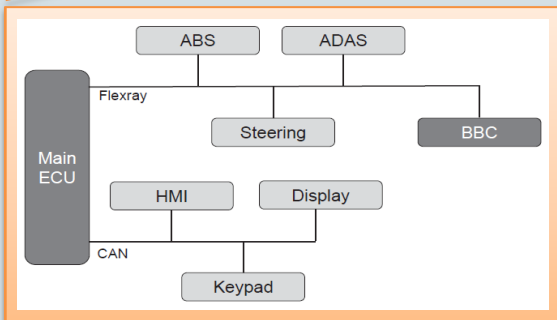 ABS
ADAS
Flexray
Steering
BBC
Main
ECU
HMI
Display
CAN
Keypad